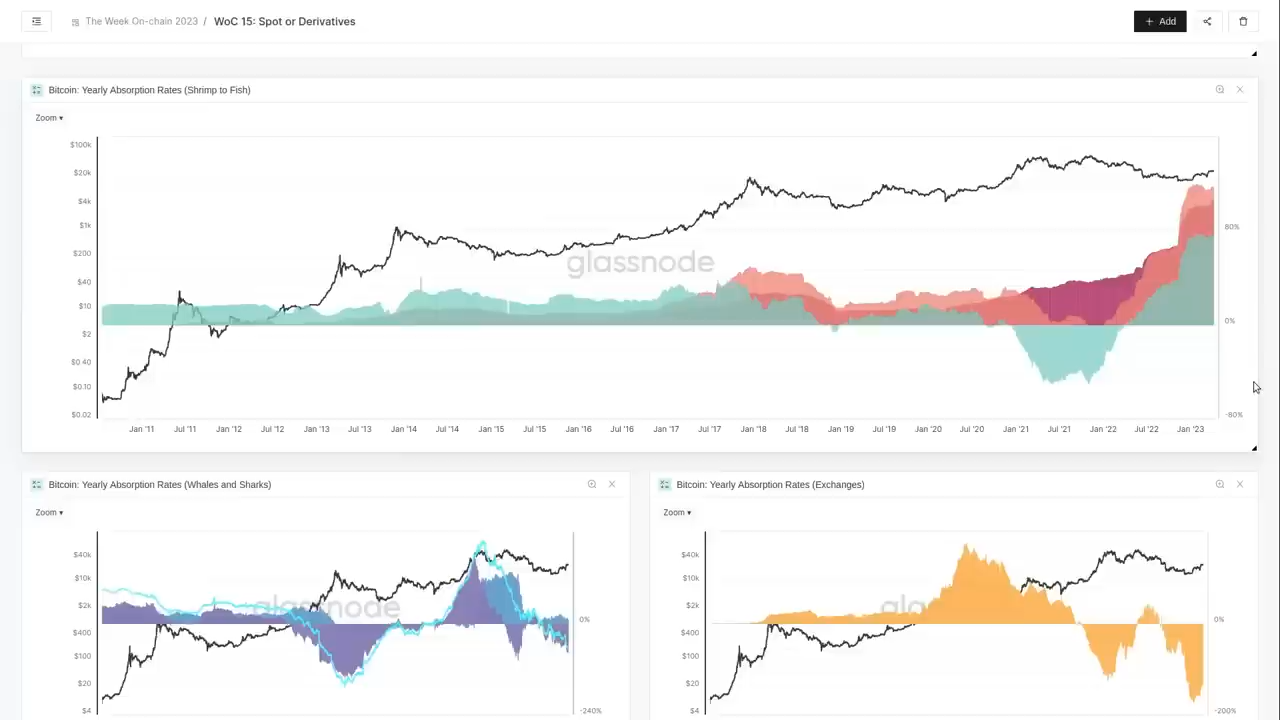 The Week On-chain 2023 / WoC 15: Spot or Derivatives
+ Add
Bitcoin: Yearly Absorption Rates (Shrimp to Fish)
Zoom ▾
$100k
$20k
$4k
$1k
$200
$40
$10
$2
$0.40
$0.10
$0.02
80%
0%
-80%
glassnode
Jan '11 Jul '11 Jan '12 Jul '12 Jan '13 Jul '13 Jan '14 Jul '14 Jan '15 Jul '15 Jan '16 Jul '16 Jan '17 Jul '17 Jan '18 Jul '18 Jan '19 Jul '19 Jan '20 Jul '20 Jan '21 Jul '21 Jan '22 Jul '22 Jan '23
Bitcoin: Yearly Absorption Rates (Whales and Sharks)
Zoom ▾
$40k
$10k
$2k
$400
$100
$20
$4
0%
-240%
glassnode
Bitcoin: Yearly Absorption Rates (Exchanges)
Zoom ▾
$40k
$10k
$2k
$400
$100
$20
$4
0%
-200%